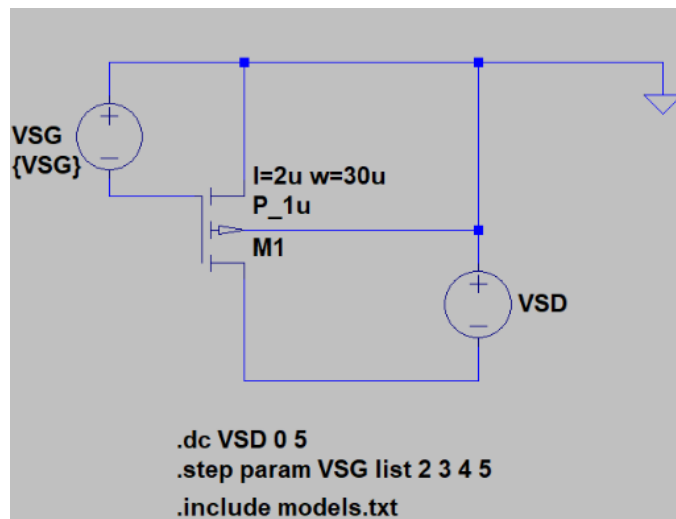 VSG
{VSG}
l=2u w=30u
P_1u
M1
VSD
.dc VSD 0 5
.step param VSG list 2 3 4 5
.include models.txt